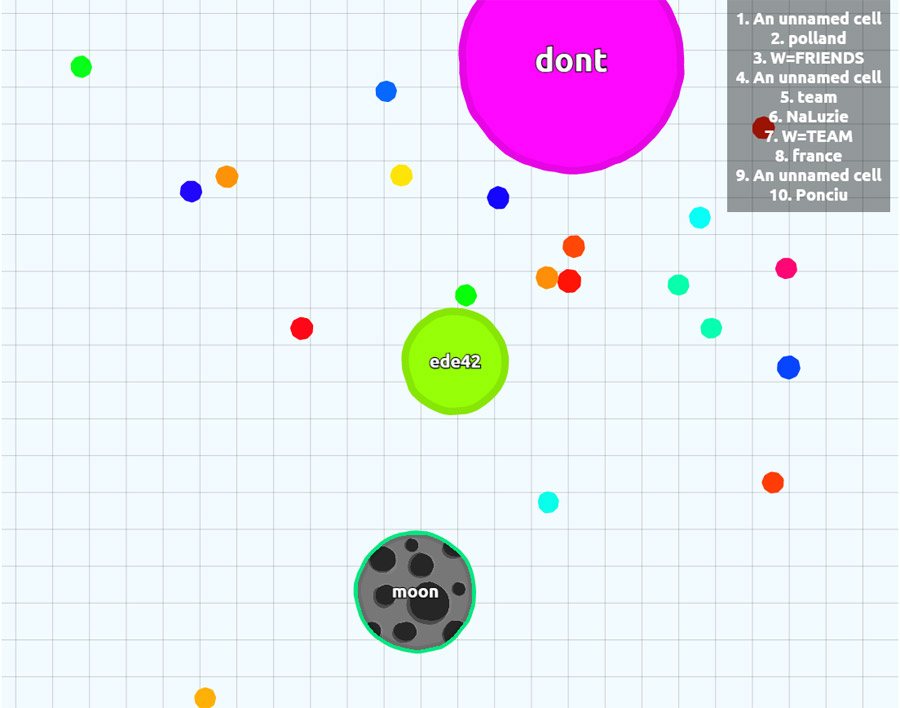 dont
1. An unnamed cell
2. polland
3. W=FRIENDS
4. An unnamed cell
5. team
6. NaLuzie
7. W=TEAM
8. france
9. An unnamed cell
10. Ponciu
ede42
moon